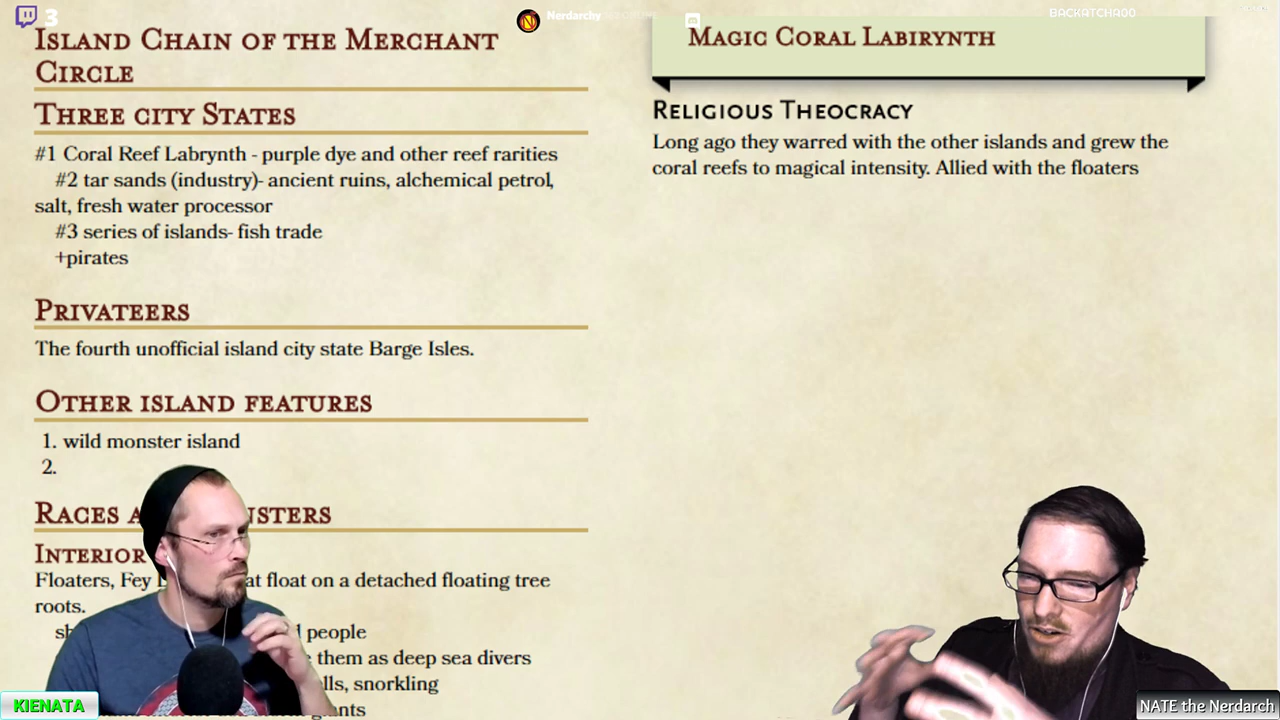 3
Nerdarchy
BACKATCHA00
Island Chain of the Merchant
Circle
Three city States
#1 Coral Reef Labrynth - purple dye and other reef rarities
#2 tar sands (industry)- ancient ruins, alchemical petrol,
salt, fresh water processor
#3 series of islands- fish trade
+pirates
Privateers
The fourth unofficial island city state Barge Isles.
Other island features
1. wild monster island
2.
Races
Interior
Floaters, Fey at float on a detached floating tree
roots.
people
them as deep sea divers
snorkling
Magic Coral Labirynth
Religious Theocracy
Long ago they warred with the other islands and grew the
coral reefs to magical intensity. Allied with the floaters
KIENATA
NATE the Nerdarch